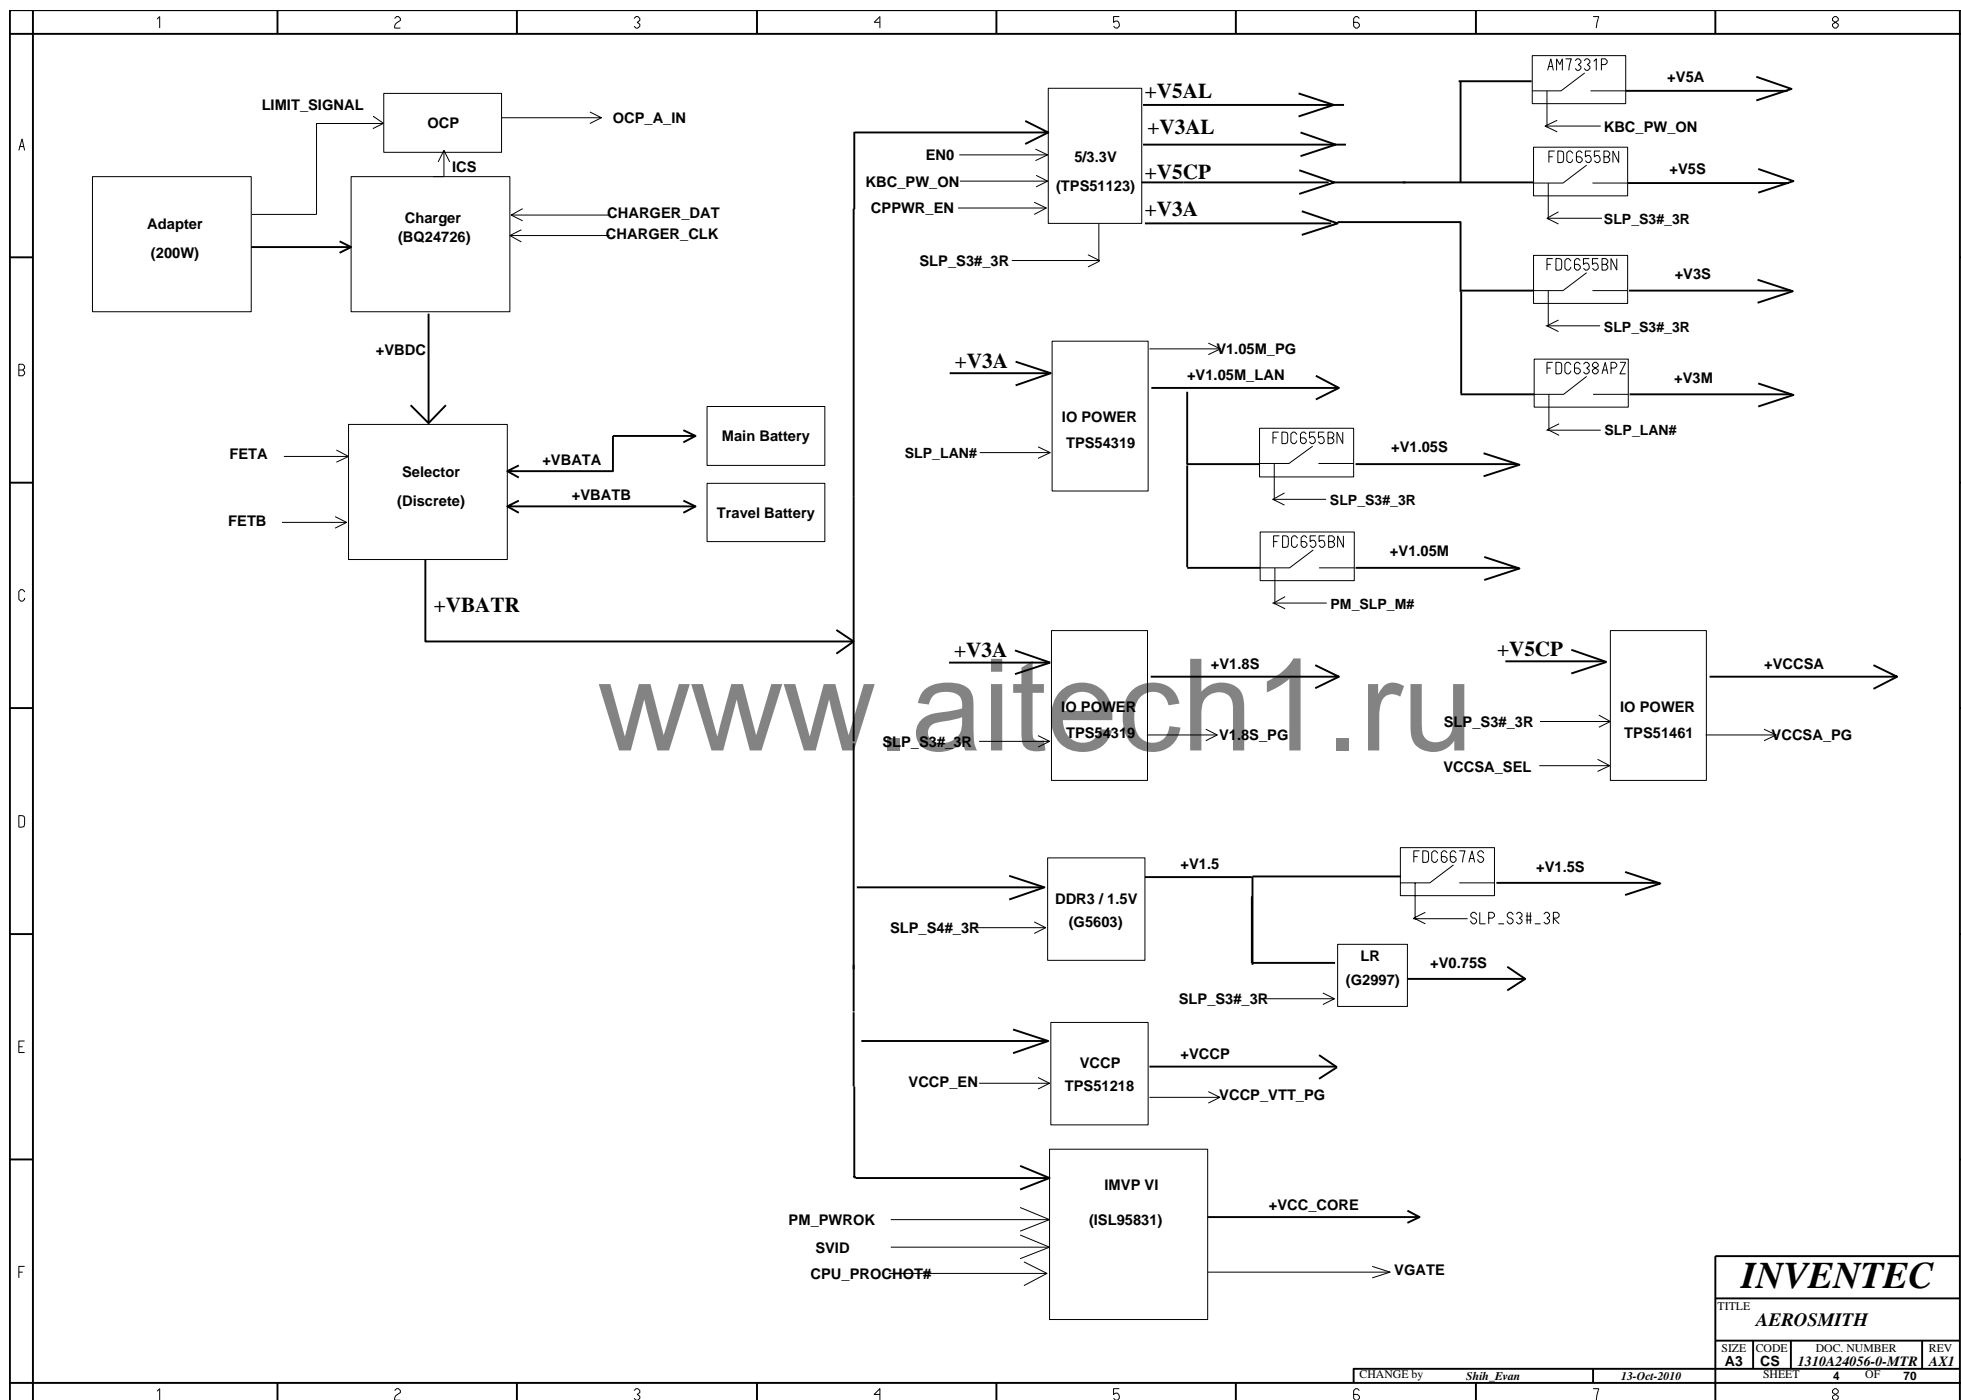 1 2 3 4 5 6 7 8
A
B
C
D
E
F
LIMIT_SIGNAL
OCP
OCP_A_IN
ICS
Adapter
(200W)
Charger
(BQ24726)
CHARGER_DAT
CHARGER_CLK
+VBDC
FETA
FETB
Selector
(Discrete)
+VBATA
+VBATB
Main Battery
Travel Battery
+VBATR
EN0
KBC_PW_ON
CPPWR_EN
SLP_S3#_3R
5/3.3V
(TPS51123)
+V5AL
+V3AL
+V5CP
+V3A
AM7331P
+V5A
KBC_PW_ON
FDC655BN
+V5S
SLP_S3#_3R
FDC655BN
+V3S
SLP_S3#_3R
FDC638APZ
+V3M
SLP_LAN#
+V3A
SLP_LAN#
IO POWER
TPS54319
V1.05M_PG
+V1.05M_LAN
FDC655BN
+V1.05S
SLP_S3#_3R
FDC655BN
+V1.05M
PM_SLP_M#
+V3A
SLP_S3#_3R
IO POWER
TPS54319
+V1.8S
V1.8S_PG
+V5CP
SLP_S3#_3R
VCCSA_SEL
IO POWER
TPS51461
+VCCSA
VCCSA_PG
www.aitech1.ru
SLP_S4#_3R
DDR3 / 1.5V
(G5603)
+V1.5
FDC667AS
+V1.5S
SLP_S3#_3R
LR
(G2997)
+V0.75S
SLP_S3#_3R
VCCP_EN
VCCP
TPS51218
+VCCP
VCCP_VTT_PG
IMVP VI
(ISL95831)
PM_PWROK
SVID
CPU_PROCHOT#
+VCC_CORE
VGATE
INVENTEC
TITLE
AEROSMITH
SIZE CODE DOC. NUMBER REV
A3 CS 1310A24056-0-MTR AX1
CHANGE by Shih_Evan 13-Oct-2010 SHEET 4 OF 70
1 2 3 4 5 6 7 8